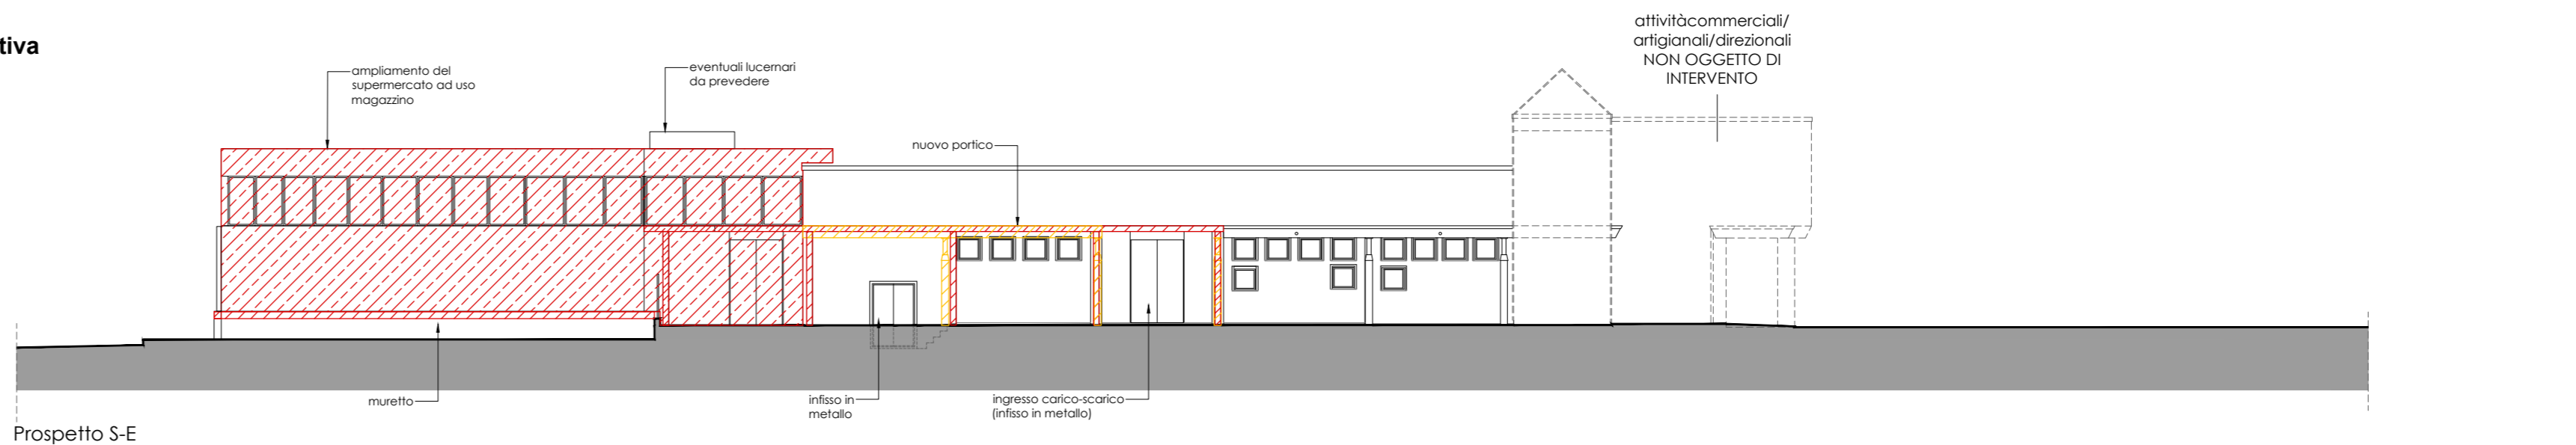 tiva
ampliamento del
supermercato ad uso
magazzino
eventuali lucernari
da prevedere
nuovo portico
attivitàcommerciali/
artigianali/direzionali
NON OGGETTO DI
INTERVENTO
muretto
infisso in
metallo
ingresso carico-scarico
(infisso in metallo)
Prospetto S-E